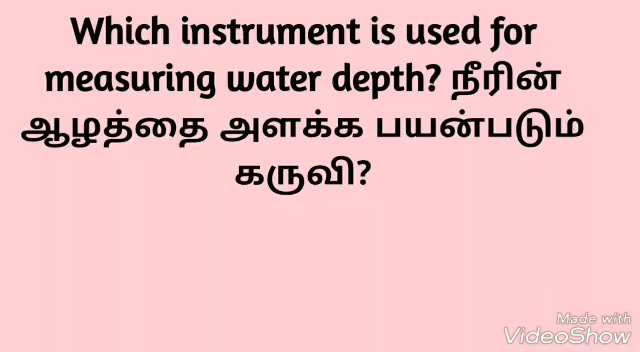 Which instrument is used for
measuring water depth? நீரின்
ஆழத்தை அளக்க பயன்படும்
கருவி?
Made with
VideoShow